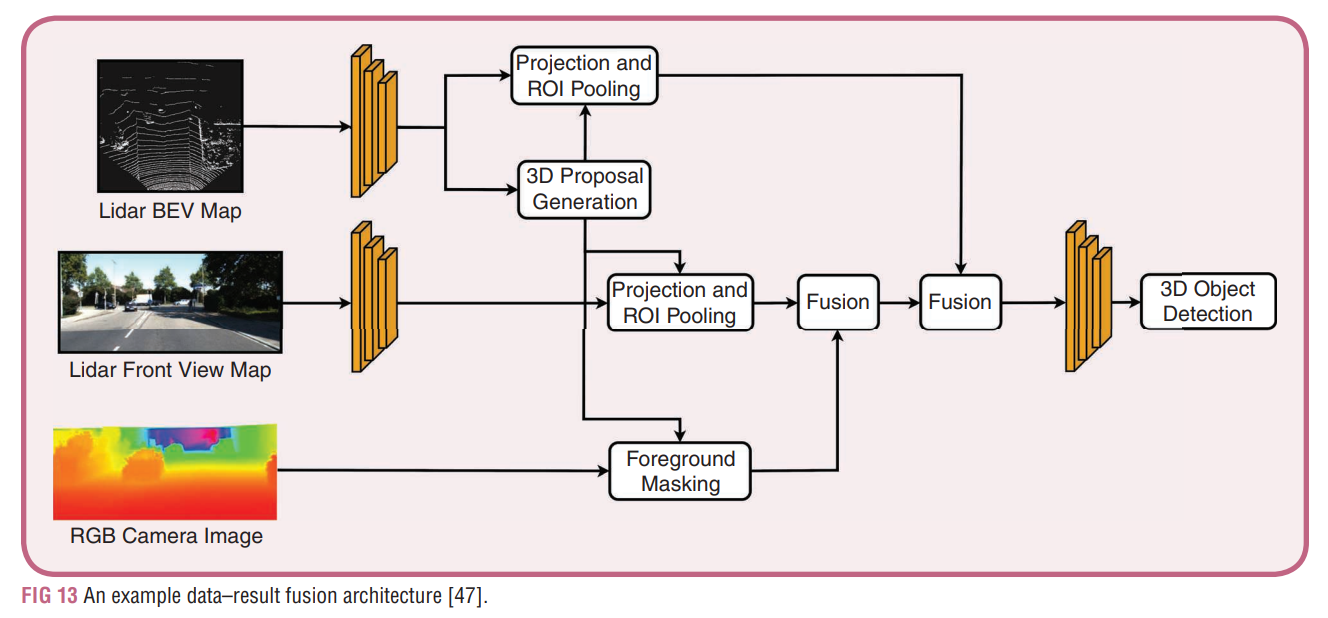 Projection and
ROI Pooling
Lidar BEV Map
3D Proposal
Generation
Lidar Front View Map
Projection and
ROI Pooling
Fusion
Fusion
3D Object
Detection
RGB Camera Image
Foreground
Masking
FIG 13 An example data–result fusion architecture [47].